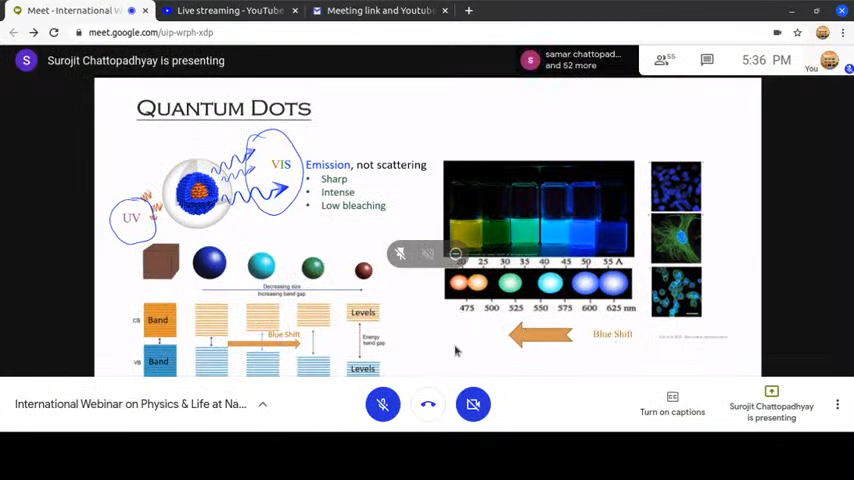 Meet - International W
Live streaming - YouTube
Meeting link and Youtube
meet.google.com/uip-wrph-xdp
S
Surojit Chattopadhyay is presenting
s
samar chattopad...
and 52 more
55
5:36 PM
You
QUANTUM DOTS
UV
VIS
Emission, not scattering
• Sharp
• Intense
• Low bleaching
Decreasing size
Increasing band gap
CB
Band
VB
Band
Blue Shift
Levels
Energy
band gap
Levels
20 25 30 35 40 45 50 55 Å
475 525 550 575 600 625 nm
Blue Shift
International Webinar on Physics & Life at Na...
Turn on captions
Surojit Chattopadhyay
is presenting